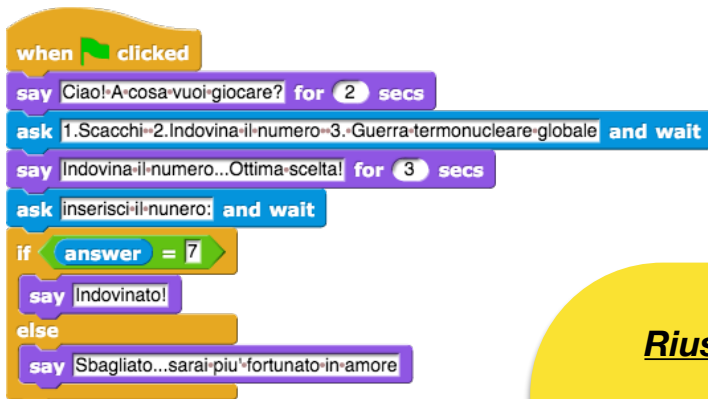 when clicked
say Ciao! A cosa vuoi giocare? for 2 secs
ask 1.Scacchi 2.Indovina il numero 3. Guerra termonucleare globale and wait
say Indovina il numero...Ottima scelta! for 3 secs
ask inserisci il nunero: and wait
if answer = 7
say Indovinato!
else
say Sbagliato...sarai piu' fortunato in amore